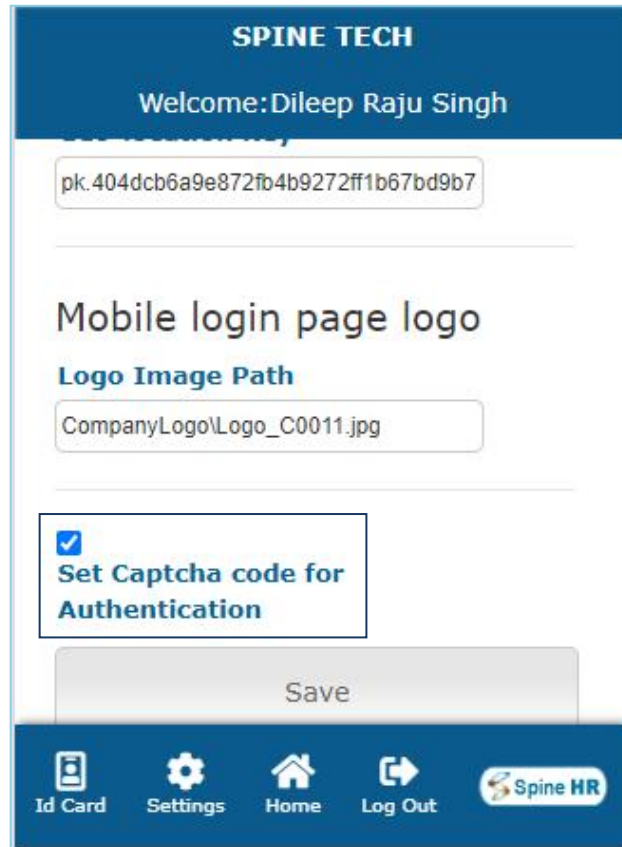 SPINE TECH
Welcome:Dileep Raju Singh
pk.404dcb6a9e872fb4b9272ff1b67bd9b7
Mobile login page logo
Logo Image Path
CompanyLogo\Logo_C0011.jpg
Set Captcha code for
Authentication
Save
Id Card Settings Home Log Out Spine HR